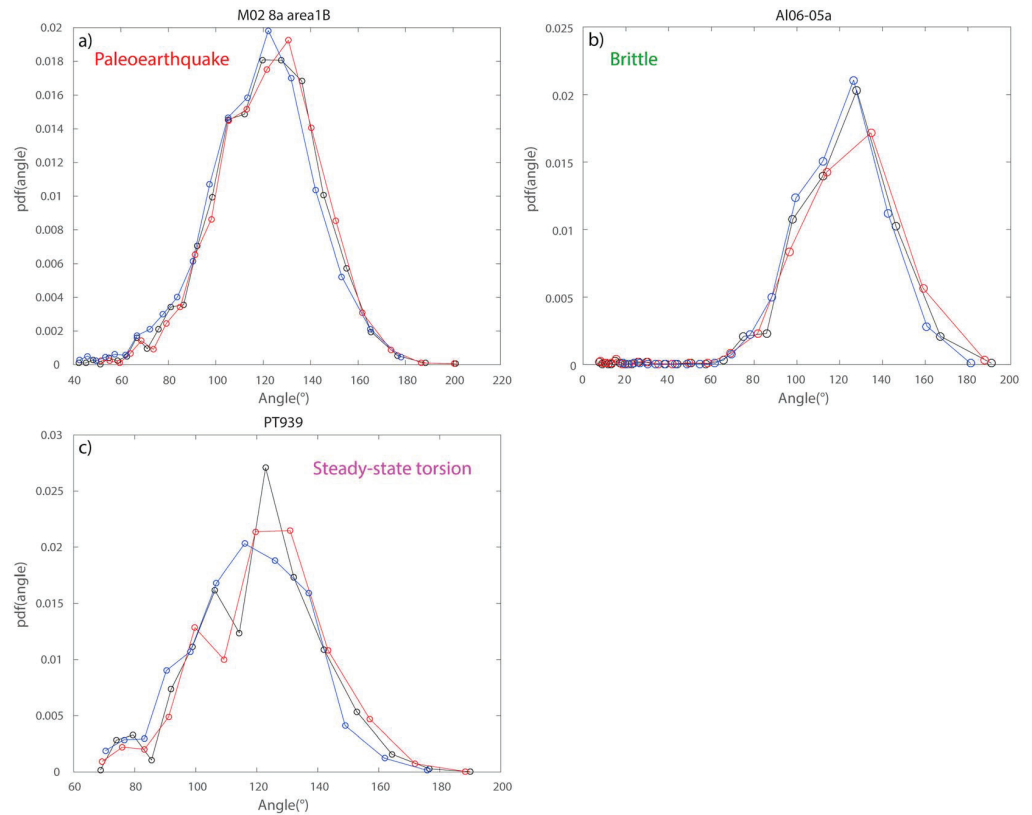 M02 8a area1B
a)
Paleoearthquake
pdf(angle)
0.02
0.018
0.016
0.014
0.012
0.01
0.008
0.006
0.004
0.002
0
40 60 80 100 120 140 160 180 200 220
Angle(°)
Al06-05a
b)
Brittle
pdf(angle)
0.025
0.02
0.015
0.01
0.005
0
0 20 40 60 80 100 120 140 160 180 200
Angle(°)
PT939
c)
Steady-state torsion
pdf(angle)
0.03
0.025
0.02
0.015
0.01
0.005
0
60 80 100 120 140 160 180 200
Angle(°)